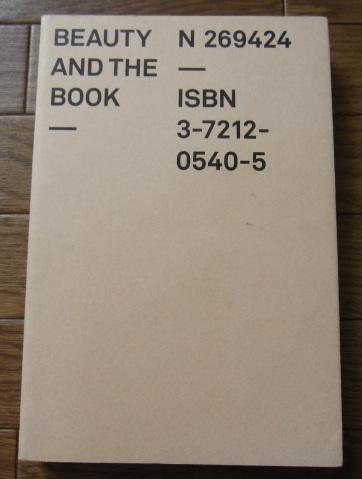 BEAUTY
AND THE
BOOK
—
N 269424
—
ISBN
3-7212-
0540-5